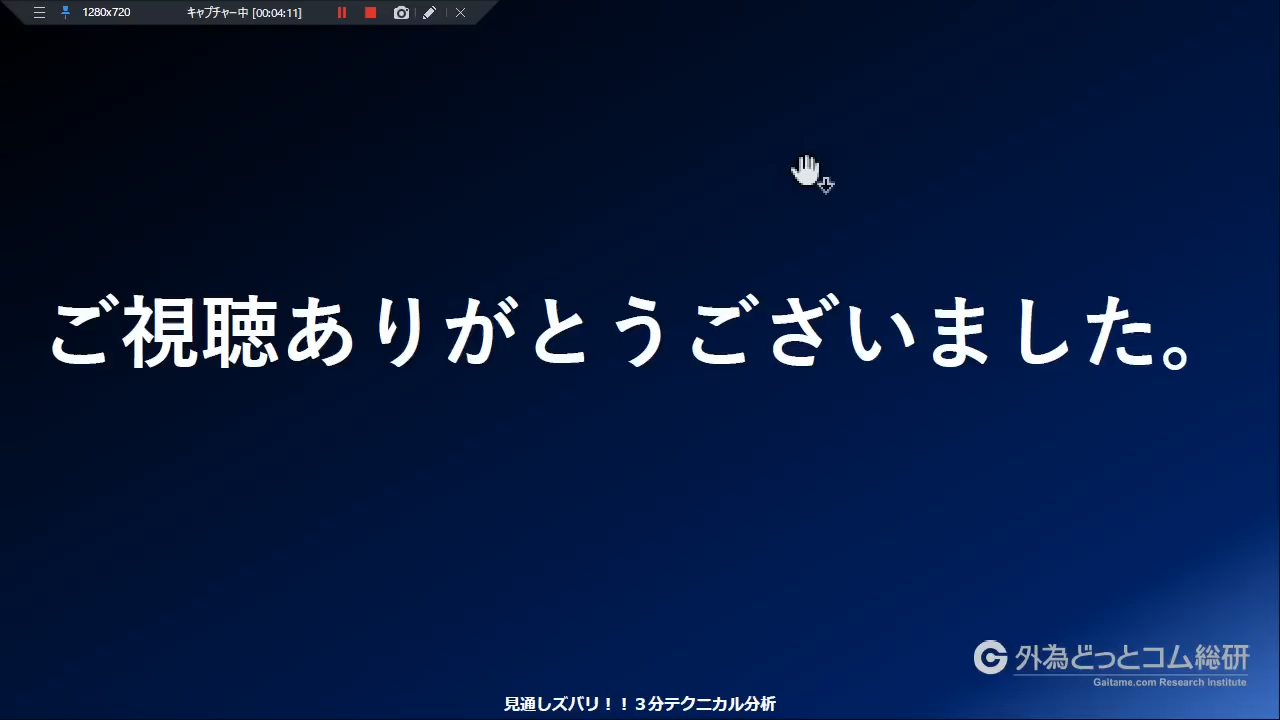 1280x720 キャプチャー中 [00:04:11]
ご視聴ありがとうございました。
外為どっとコム総研
Gaitame.com Research Institute
見通しズバリ！！３分テクニカル分析